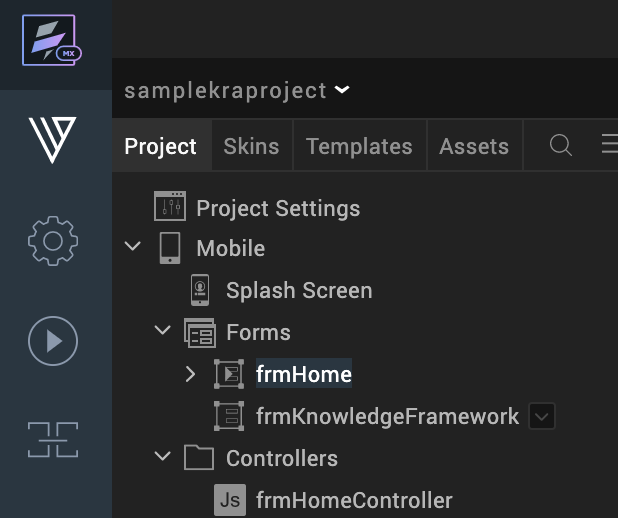 MX
samplekraproject
Project Skins Templates Assets
Project Settings
Mobile
Splash Screen
Forms
frmHome
frmKnowledgeFramework
Controllers
Js frmHomeController